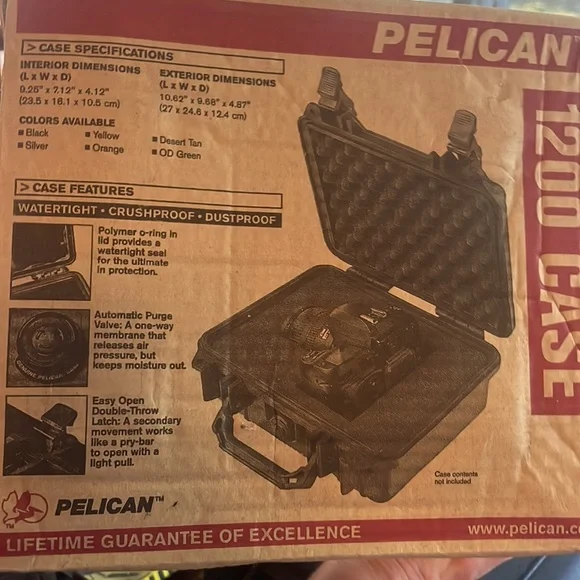 PELICAN™
1200 CASE
> CASE SPECIFICATIONS
INTERIOR DIMENSIONS
(L x W x D)
9.25" x 7.12" x 4.12"
(23.5 x 18.1 x 10.5 cm)
EXTERIOR DIMENSIONS
(L x W x D)
10.62" x 9.68" x 4.87"
(27 x 24.6 x 12.4 cm)
COLORS AVAILABLE
■ Black
■ Silver
■ Yellow
■ Orange
■ Desert Tan
■ OD Green
> CASE FEATURES
WATERTIGHT • CRUSHPROOF • DUSTPROOF
Polymer o-ring in
lid provides a
watertight seal
for the ultimate
in protection.
Automatic Purge
Valve: A one-way
membrane that
releases air
pressure, but
keeps moisture out.
Easy Open
Double-Throw
Latch: A secondary
movement works
like a pry-bar
to open with a
light pull.
Case contents
not included
PELICAN™
TM
LIFETIME GUARANTEE OF EXCELLENCE
www.pelican.c